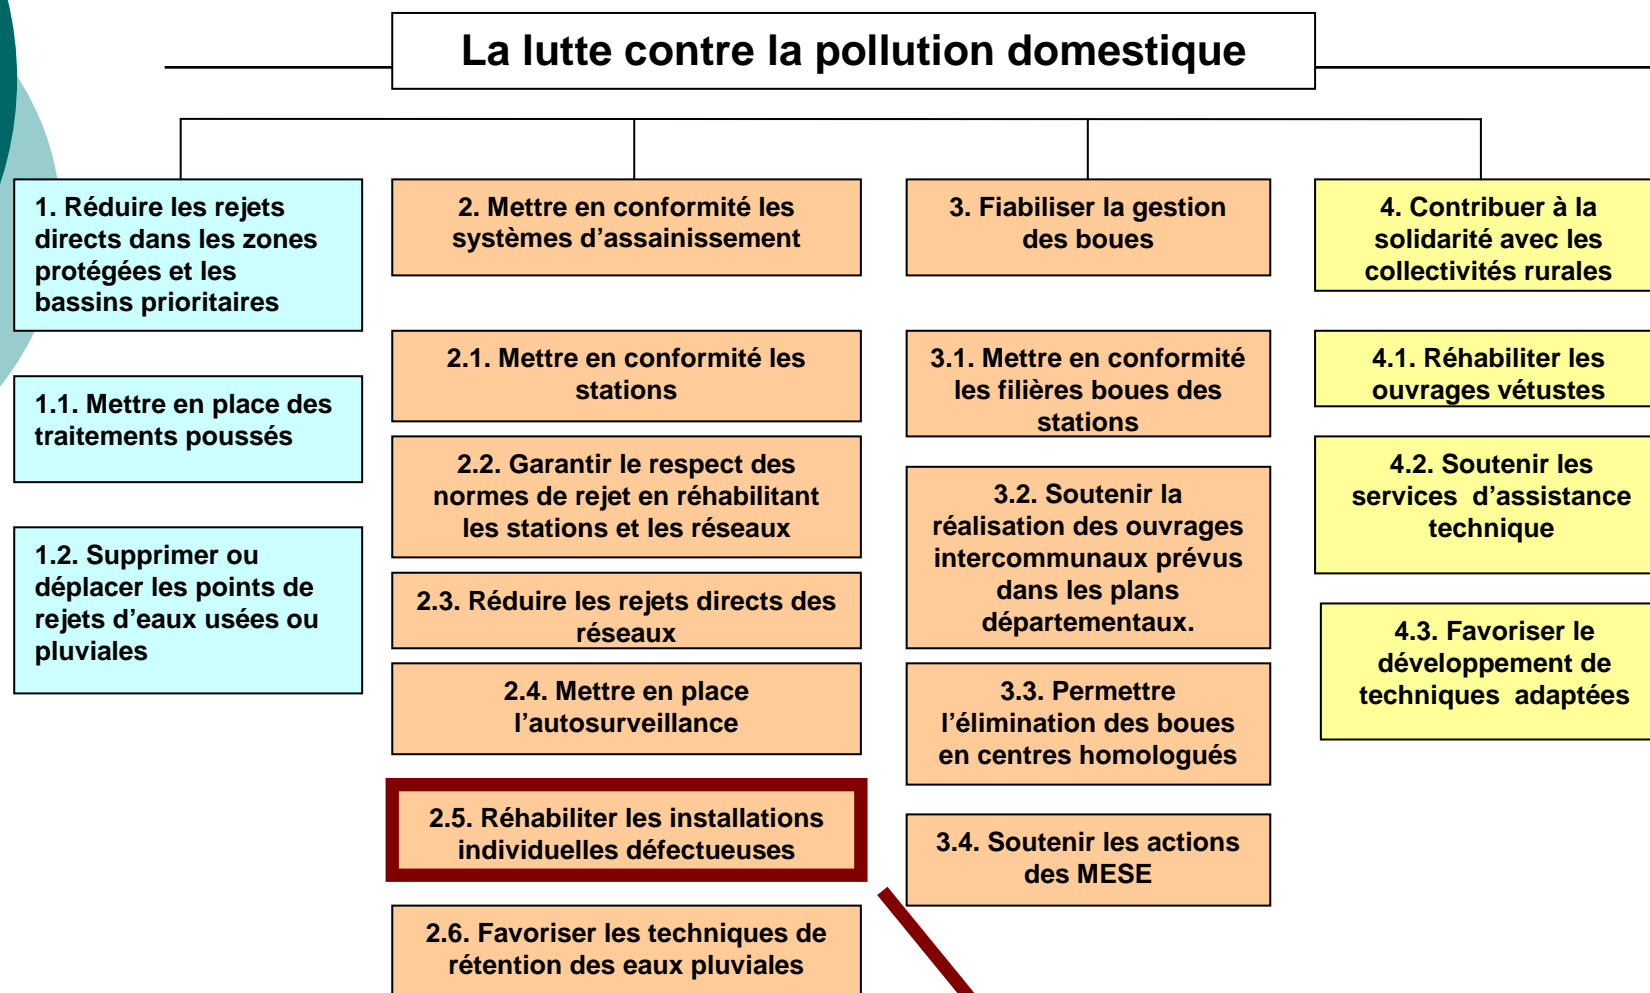 La lutte contre la pollution domestique
1. Réduire les rejets
directs dans les zones
protégées et les
bassins prioritaires
1.1. Mettre en place des
traitements poussés
1.2. Supprimer ou
déplacer les points de
rejets d'eaux usées ou
pluviales
2. Mettre en conformité les
systèmes d’assainissement
2.1. Mettre en conformité les
stations
2.2. Garantir le respect des
normes de rejet en réhabilitant
les stations et les réseaux
2.3. Réduire les rejets directs des
réseaux
2.4. Mettre en place
l’autosurveillance
2.5. Réhabiliter les installations
individuelles défectueuses
2.6. Favoriser les techniques de
rétention des eaux pluviales
3. Fiabiliser la gestion
des boues
3.1. Mettre en conformité
les filières boues des
stations
3.2. Soutenir la
réalisation des ouvrages
intercommunaux prévus
dans les plans
départementaux.
3.3. Permettre
l’élimination des boues
en centres homologués
3.4. Soutenir les actions
des MESE
4. Contribuer à la
solidarité avec les
collectivités rurales
4.1. Réhabiliter les
ouvrages vétustes
4.2. Soutenir les
services d’assistance
technique
4.3. Favoriser le
développement de
techniques adaptées